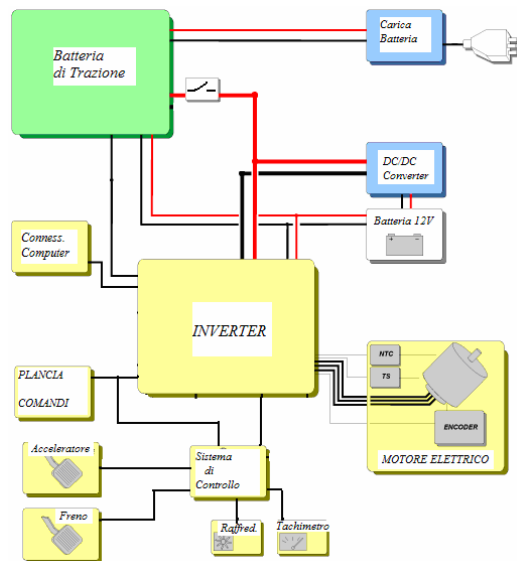 Batteria
di Trazione
Carica
Batteria
DC/DC
Converter
Batteria 12V
Conness.
Computer
INVERTER
NTC
TS
ENCODER
MOTORE ELETTRICO
PLANCIA
COMANDI
Acceleratore
Sistema
di
Controllo
Freno
Raffred.
Tachimetro